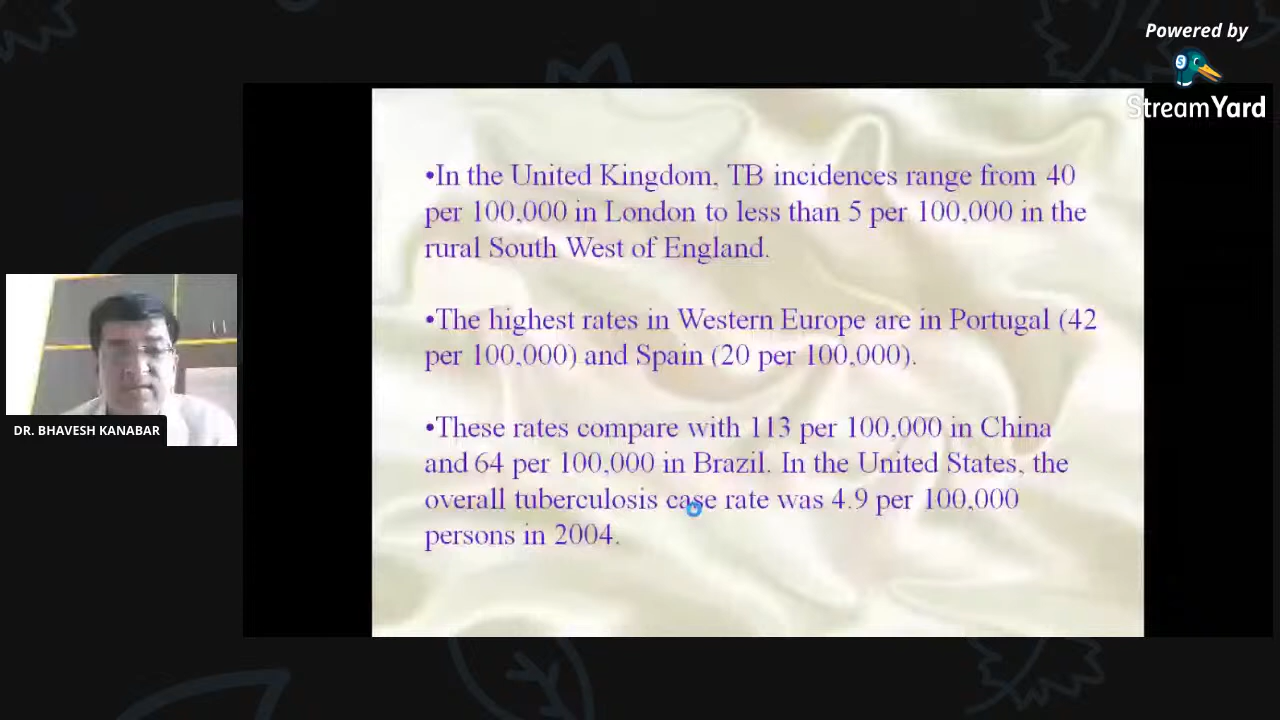 Powered by
StreamYard
•In the United Kingdom, TB incidences range from 40
per 100,000 in London to less than 5 per 100,000 in the
rural South West of England.
•The highest rates in Western Europe are in Portugal (42
per 100,000) and Spain (20 per 100,000).
•These rates compare with 113 per 100,000 in China
and 64 per 100,000 in Brazil. In the United States, the
overall tuberculosis case rate was 4.9 per 100,000
persons in 2004.
DR. BHAVESH KANABAR